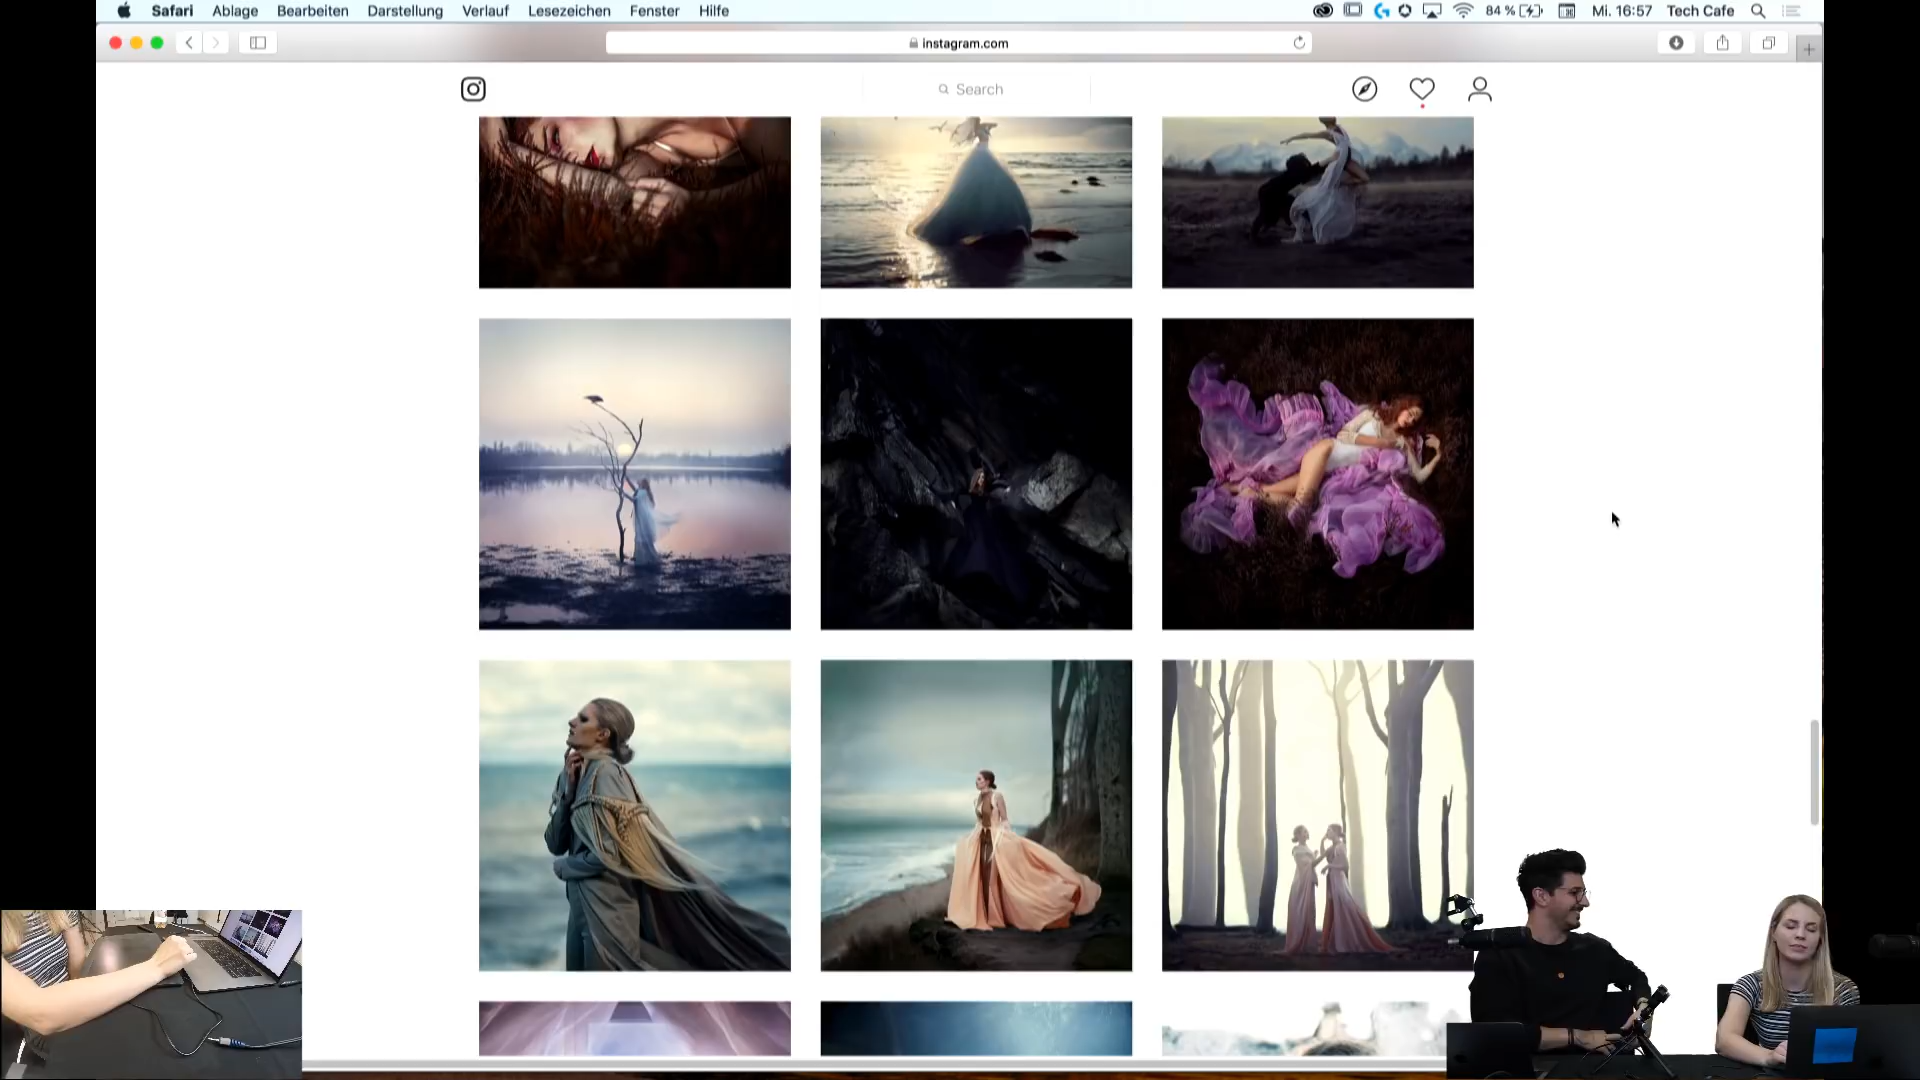 Safari Ablage Bearbeiten Darstellung Verlauf Lesezeichen Fenster Hilfe 84 % Mi. 16:57 Tech Cafe
instagram.com
Search